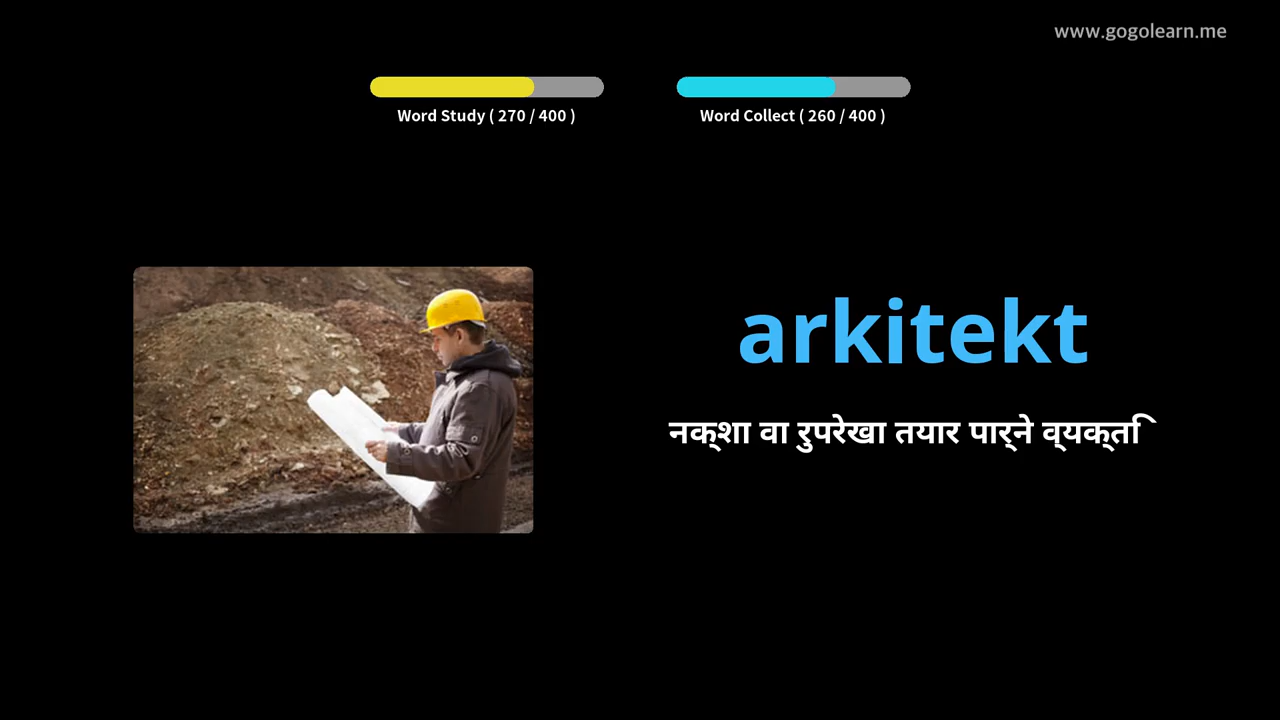 www.gogolearn.me
Word Study ( 270 / 400 )
Word Collect ( 260 / 400 )
arkitekt
नक्शा वा रुपरेखा तयार पार्ने व्यक्ति